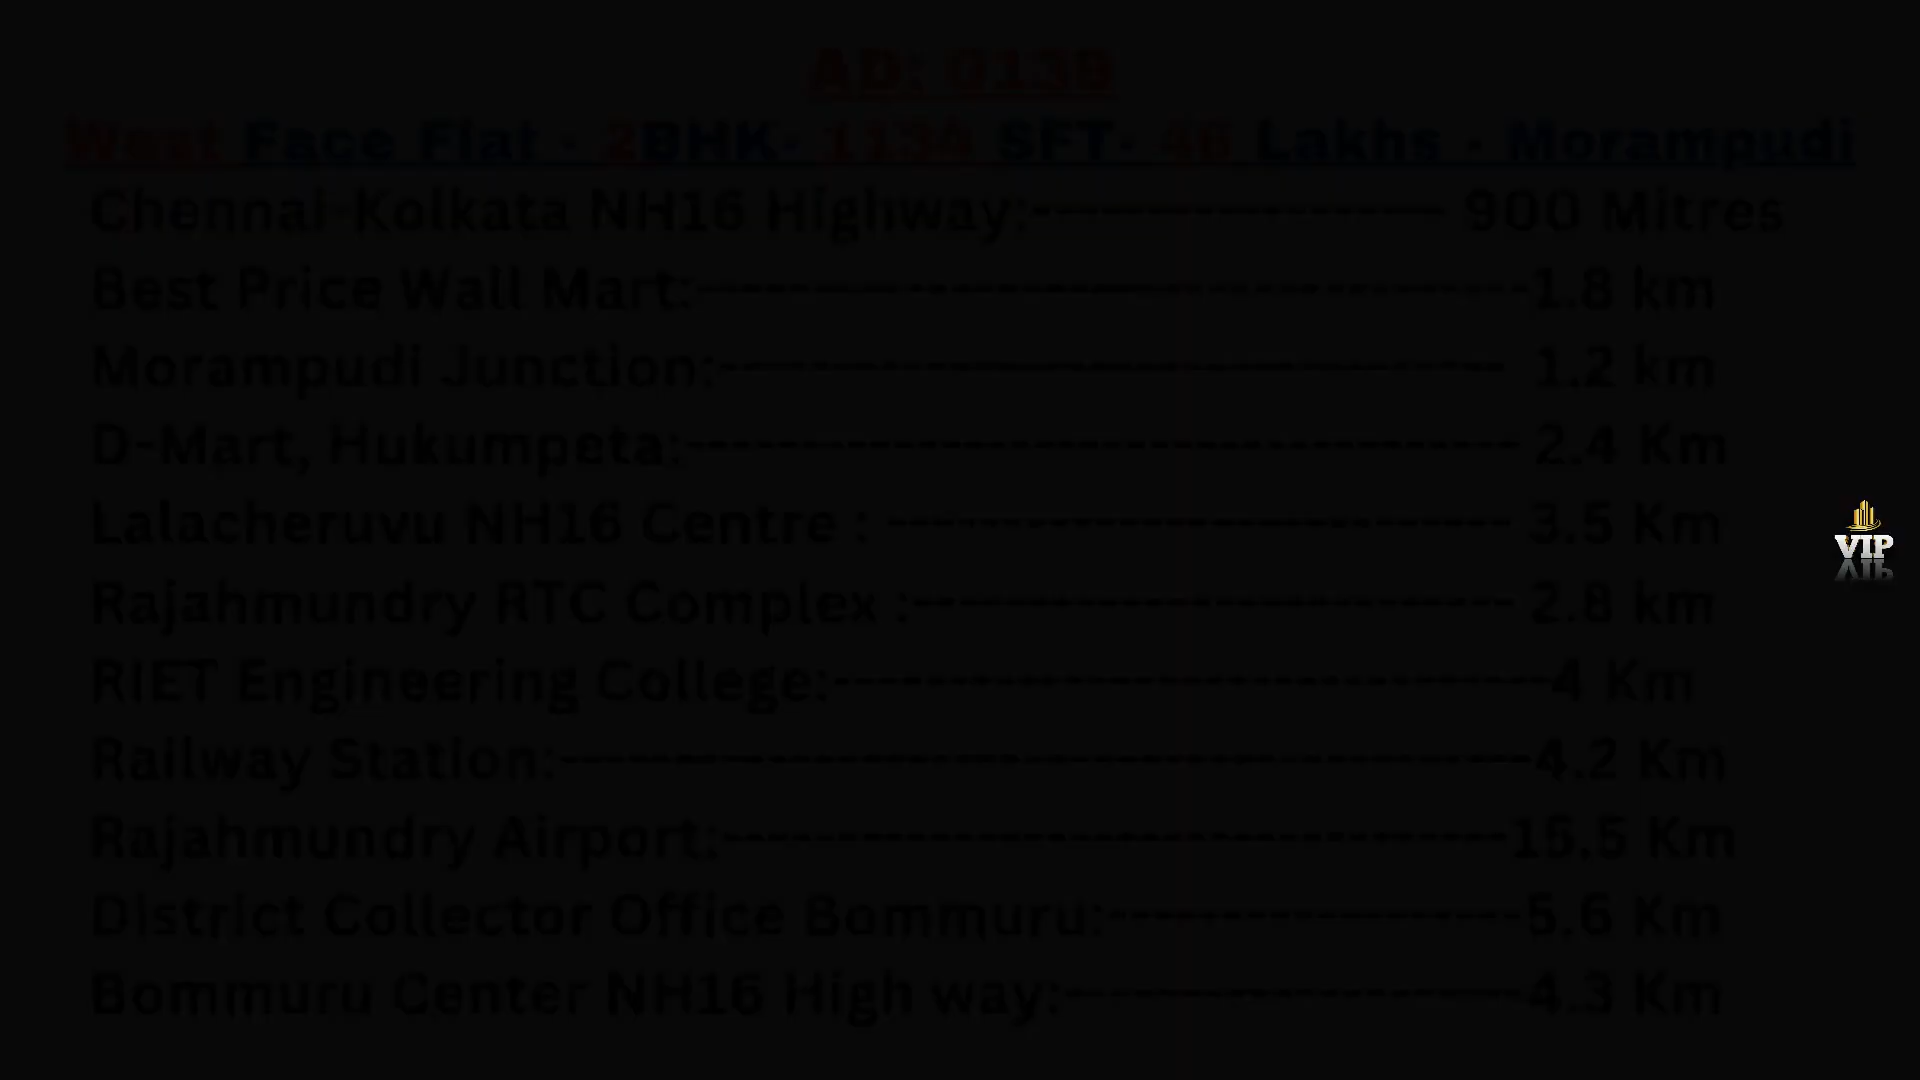 AD: 0139
West Face Flat - 2BHK- 1134 SFT- 46 Lakhs - Morampudi
Chennai-Kolkata NH16 Highway:------------------ 900 Mitres
Best Price Wall Mart:------------------------------------1.8 km
Morampudi Junction:---------------------------------- 1.2 km
D-Mart, Hukumpeta:------------------------------------ 2.4 Km
Lalacheruvu NH16 Centre : --------------------------- 3.5 Km
Rajahmundry RTC Complex :-------------------------- 2.8 km
RIET Engineering College:-------------------------------4 Km
Railway Station:------------------------------------------4.2 Km
Rajahmundry Airport:----------------------------------15.5 Km
District Collector Office Bommuru:------------------5.6 Km
Bommuru Center NH16 High way:--------------------4.3 Km
VIP